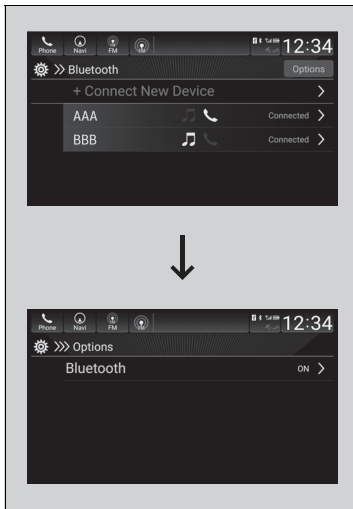 Phone Navi FM 12:34
Bluetooth Options
+ Connect New Device
AAA Connected
BBB Connected
Phone Navi FM 12:34
Options
Bluetooth ON